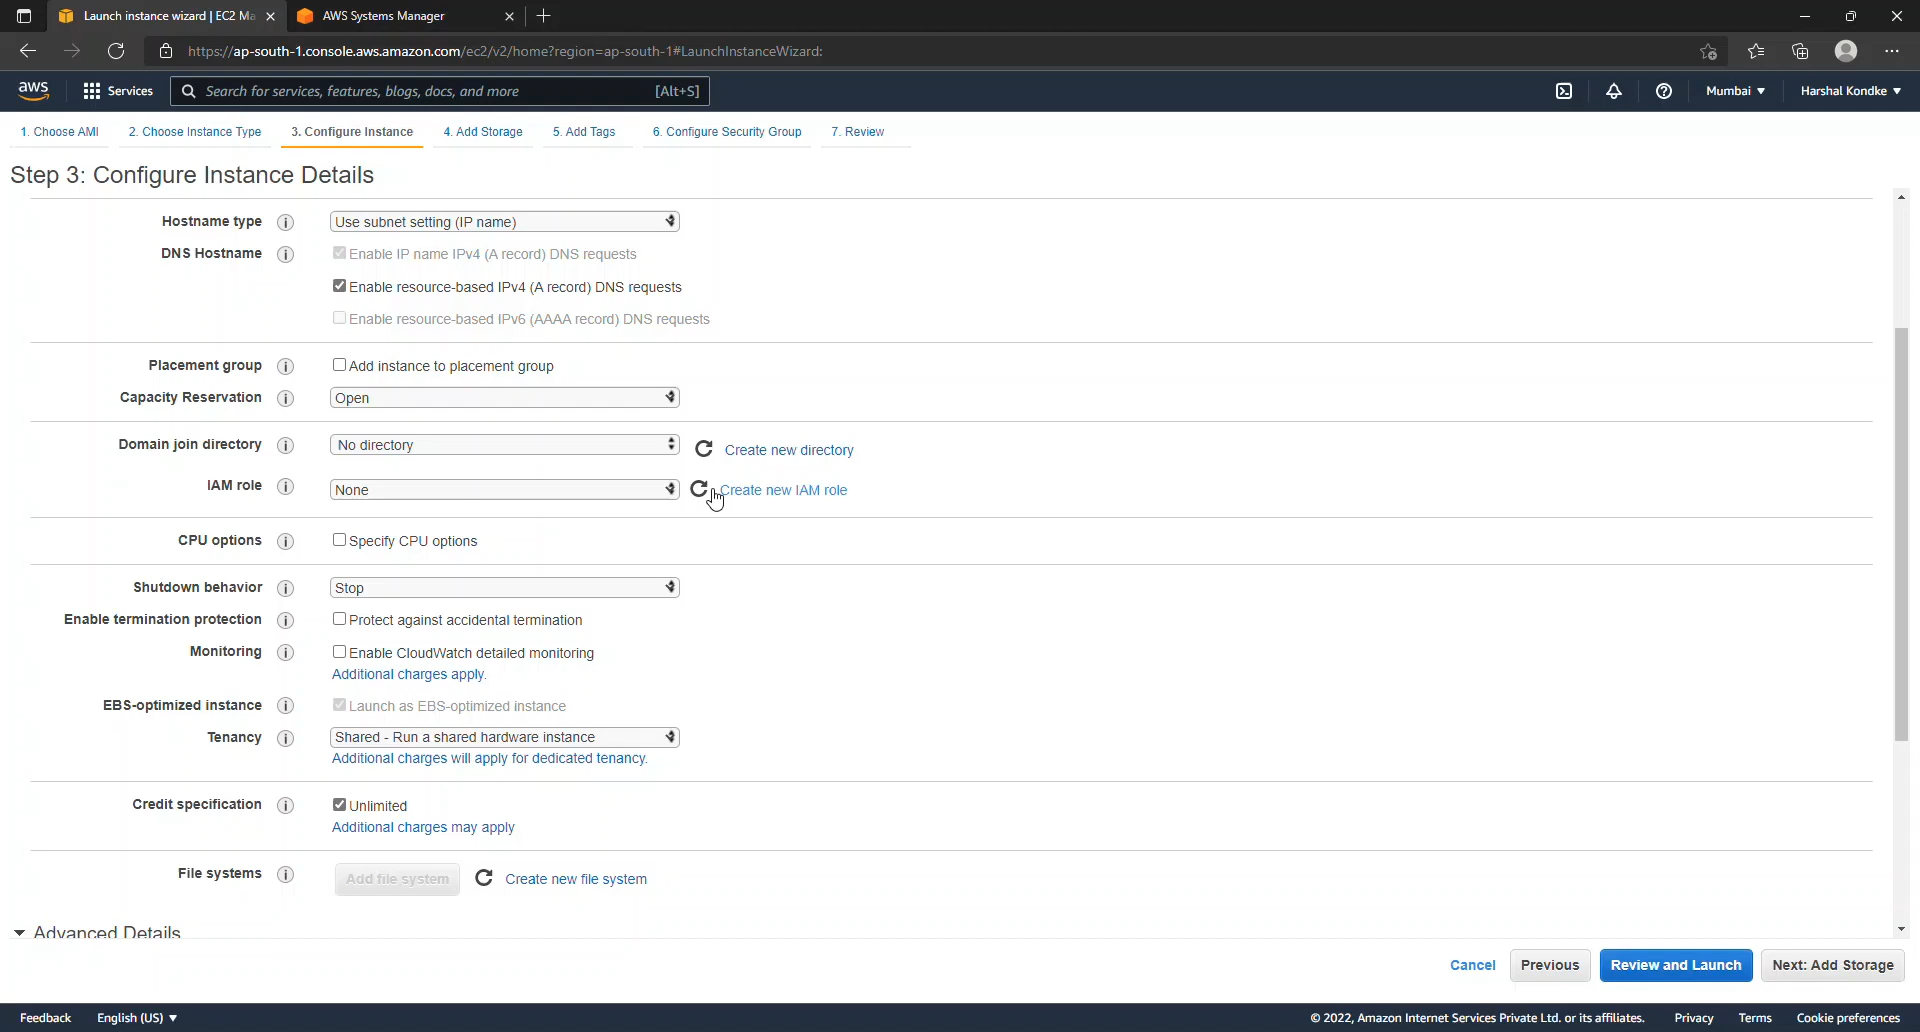 Launch instance wizard | EC2 Ma
AWS Systems Manager
https://ap-south-1.console.aws.amazon.com/ec2/v2/home?region=ap-south-1#LaunchInstanceWizard:
aws
Services
Search for services, features, blogs, docs, and more [Alt+S]
Mumbai
Harshal Kondke
1. Choose AMI 2. Choose Instance Type 3. Configure Instance 4. Add Storage 5. Add Tags 6. Configure Security Group 7. Review
Step 3: Configure Instance Details
Hostname type i Use subnet setting (IP name)
DNS Hostname i Enable IP name IPv4 (A record) DNS requests
Enable resource-based IPv4 (A record) DNS requests
Enable resource-based IPv6 (AAAA record) DNS requests
Placement group i Add instance to placement group
Capacity Reservation i Open
Domain join directory i No directory Create new directory
IAM role i None Create new IAM role
CPU options i Specify CPU options
Shutdown behavior i Stop
Enable termination protection i Protect against accidental termination
Monitoring i Enable CloudWatch detailed monitoring
Additional charges apply.
EBS-optimized instance i Launch as EBS-optimized instance
Tenancy i Shared - Run a shared hardware instance
Additional charges will apply for dedicated tenancy.
Credit specification i Unlimited
Additional charges may apply
File systems i Add file system Create new file system
Advanced Details
Cancel Previous Review and Launch Next: Add Storage
Feedback English (US) © 2022, Amazon Internet Services Private Ltd. or its affiliates. Privacy Terms Cookie preferences